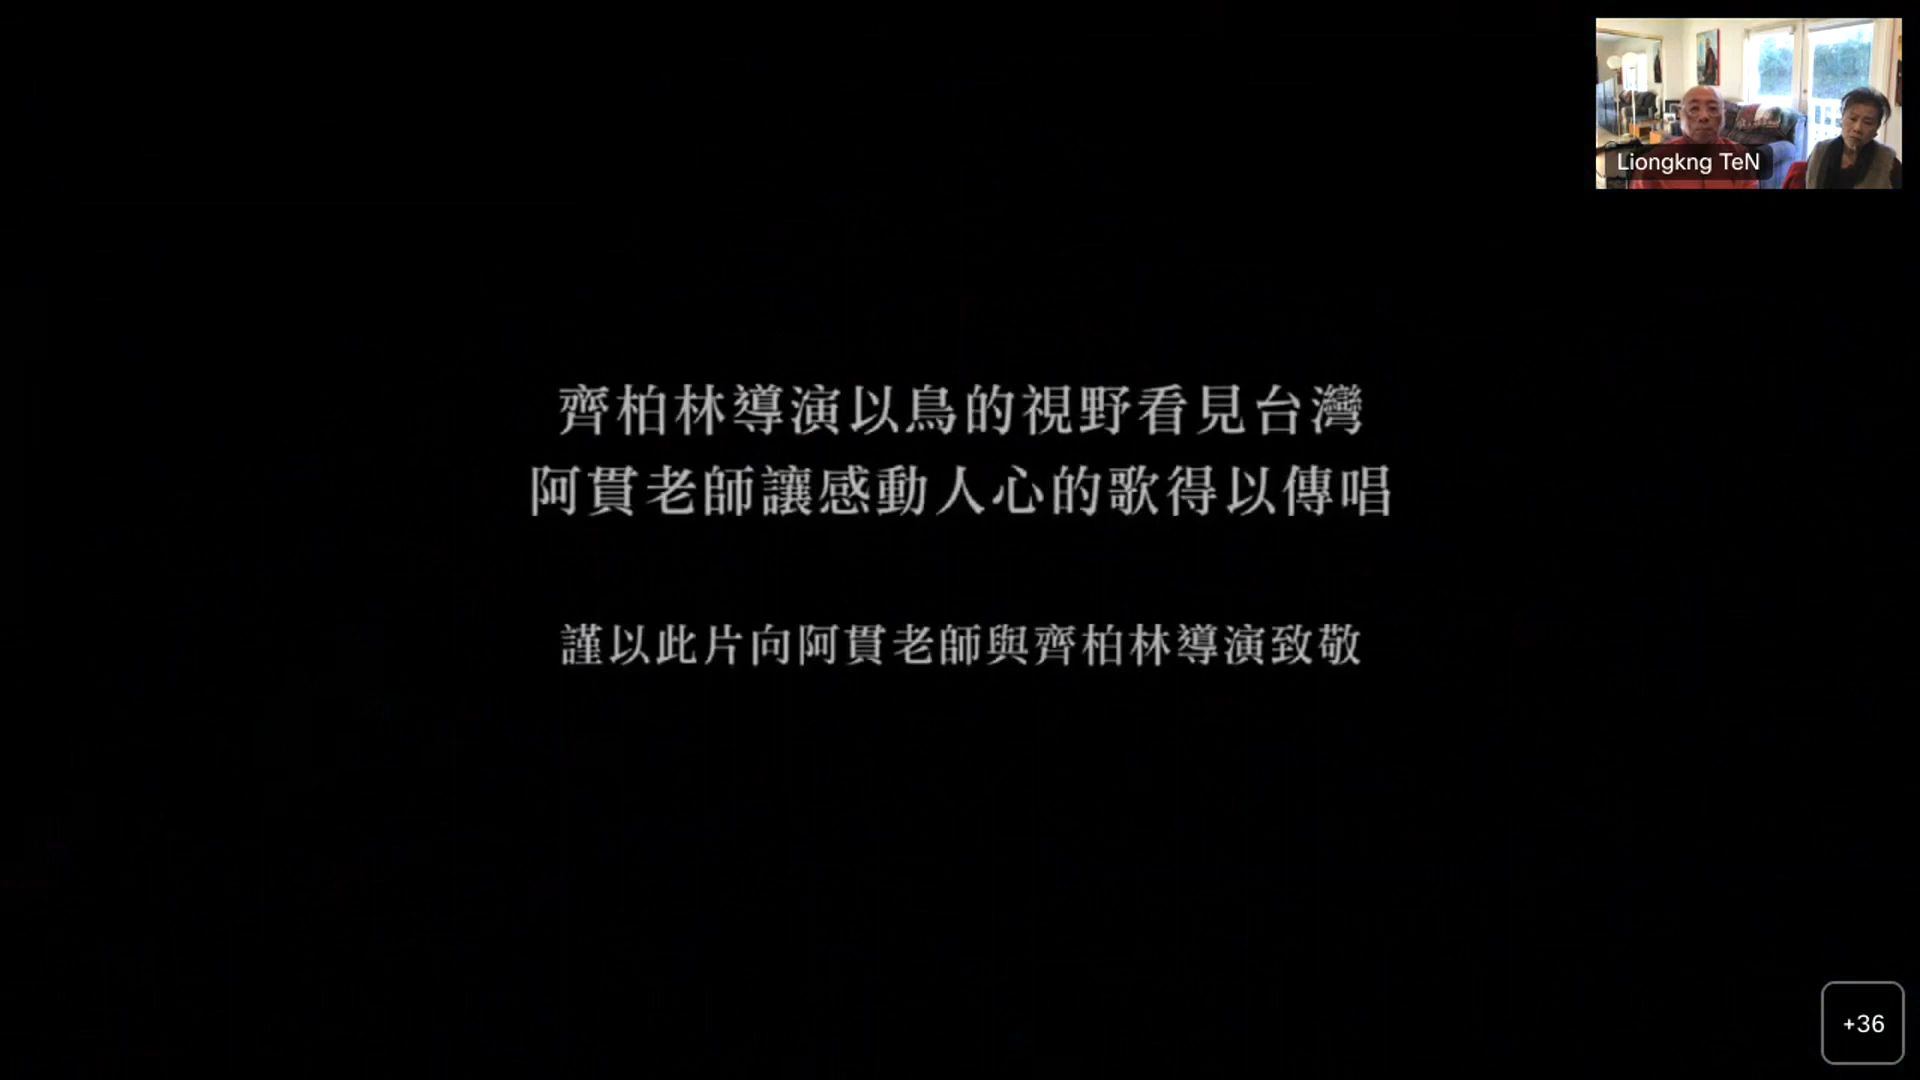 Liongkng TeN
齊柏林導演以鳥的視野看見台灣
阿貫老師讓感動人心的歌得以傳唱
謹以此片向阿貫老師與齊柏林導演致敬
+36